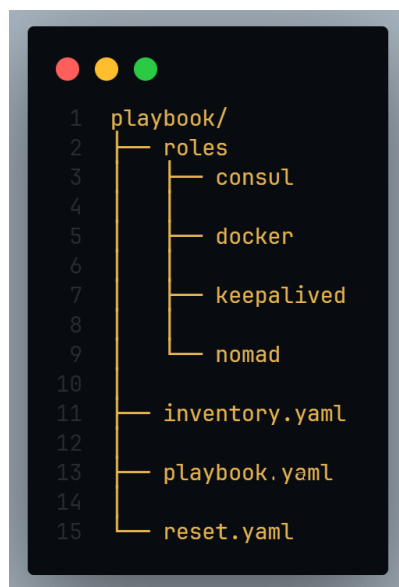 1 playbook/
2 ├── roles
3 │   ├── consul
4 │   │
5 │   ├── docker
6 │   │
7 │   ├── keepalived
8 │   │
9 │   └── nomad
10 │
11 ├── inventory.yaml
12 │
13 ├── playbook.yaml
14 │
15 └── reset.yaml